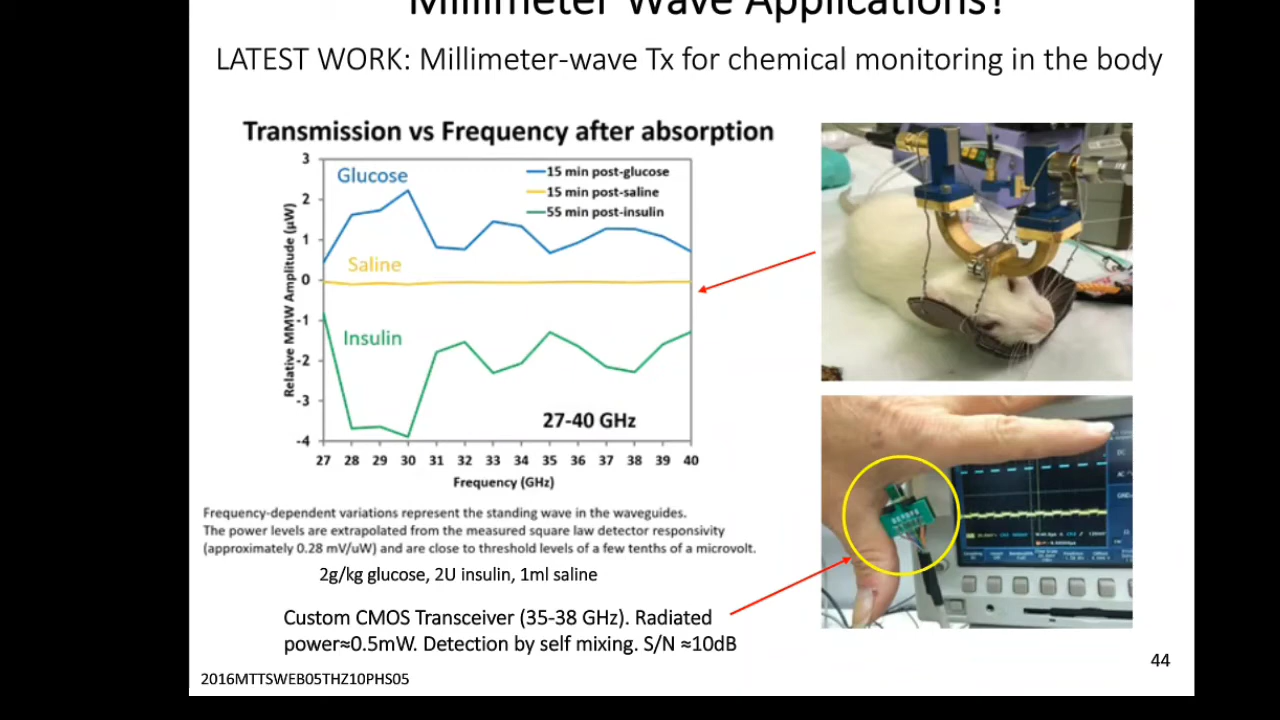 Millimeter Wave Applications?
LATEST WORK: Millimeter-wave Tx for chemical monitoring in the body
Transmission vs Frequency after absorption
Relative MMW Amplitude (µW)
3
2
1
0
-1
-2
-3
-4
Glucose
Saline
Insulin
15 min post-glucose
15 min post-saline
55 min post-insulin
27-40 GHz
27 28 29 30 31 32 33 34 35 36 37 38 39 40
Frequency (GHz)
Frequency-dependent variations represent the standing wave in the waveguides.
The power levels are extrapolated from the measured square law detector responsivity
(approximately 0.28 mV/uW) and are close to threshold levels of a few tenths of a microvolt.
2g/kg glucose, 2U insulin, 1ml saline
Custom CMOS Transceiver (35-38 GHz). Radiated
power≈0.5mW. Detection by self mixing. S/N ≈10dB
44
2016MTTSWEB05THZ10PHS05